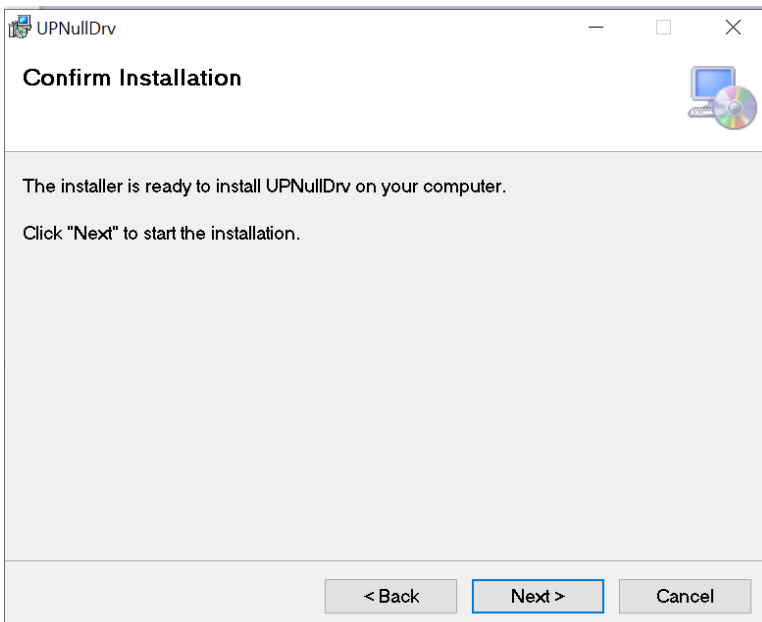 UPNullDrv
Confirm Installation
The installer is ready to install UPNullDrv on your computer.
Click "Next" to start the installation.
< Back
Next >
Cancel